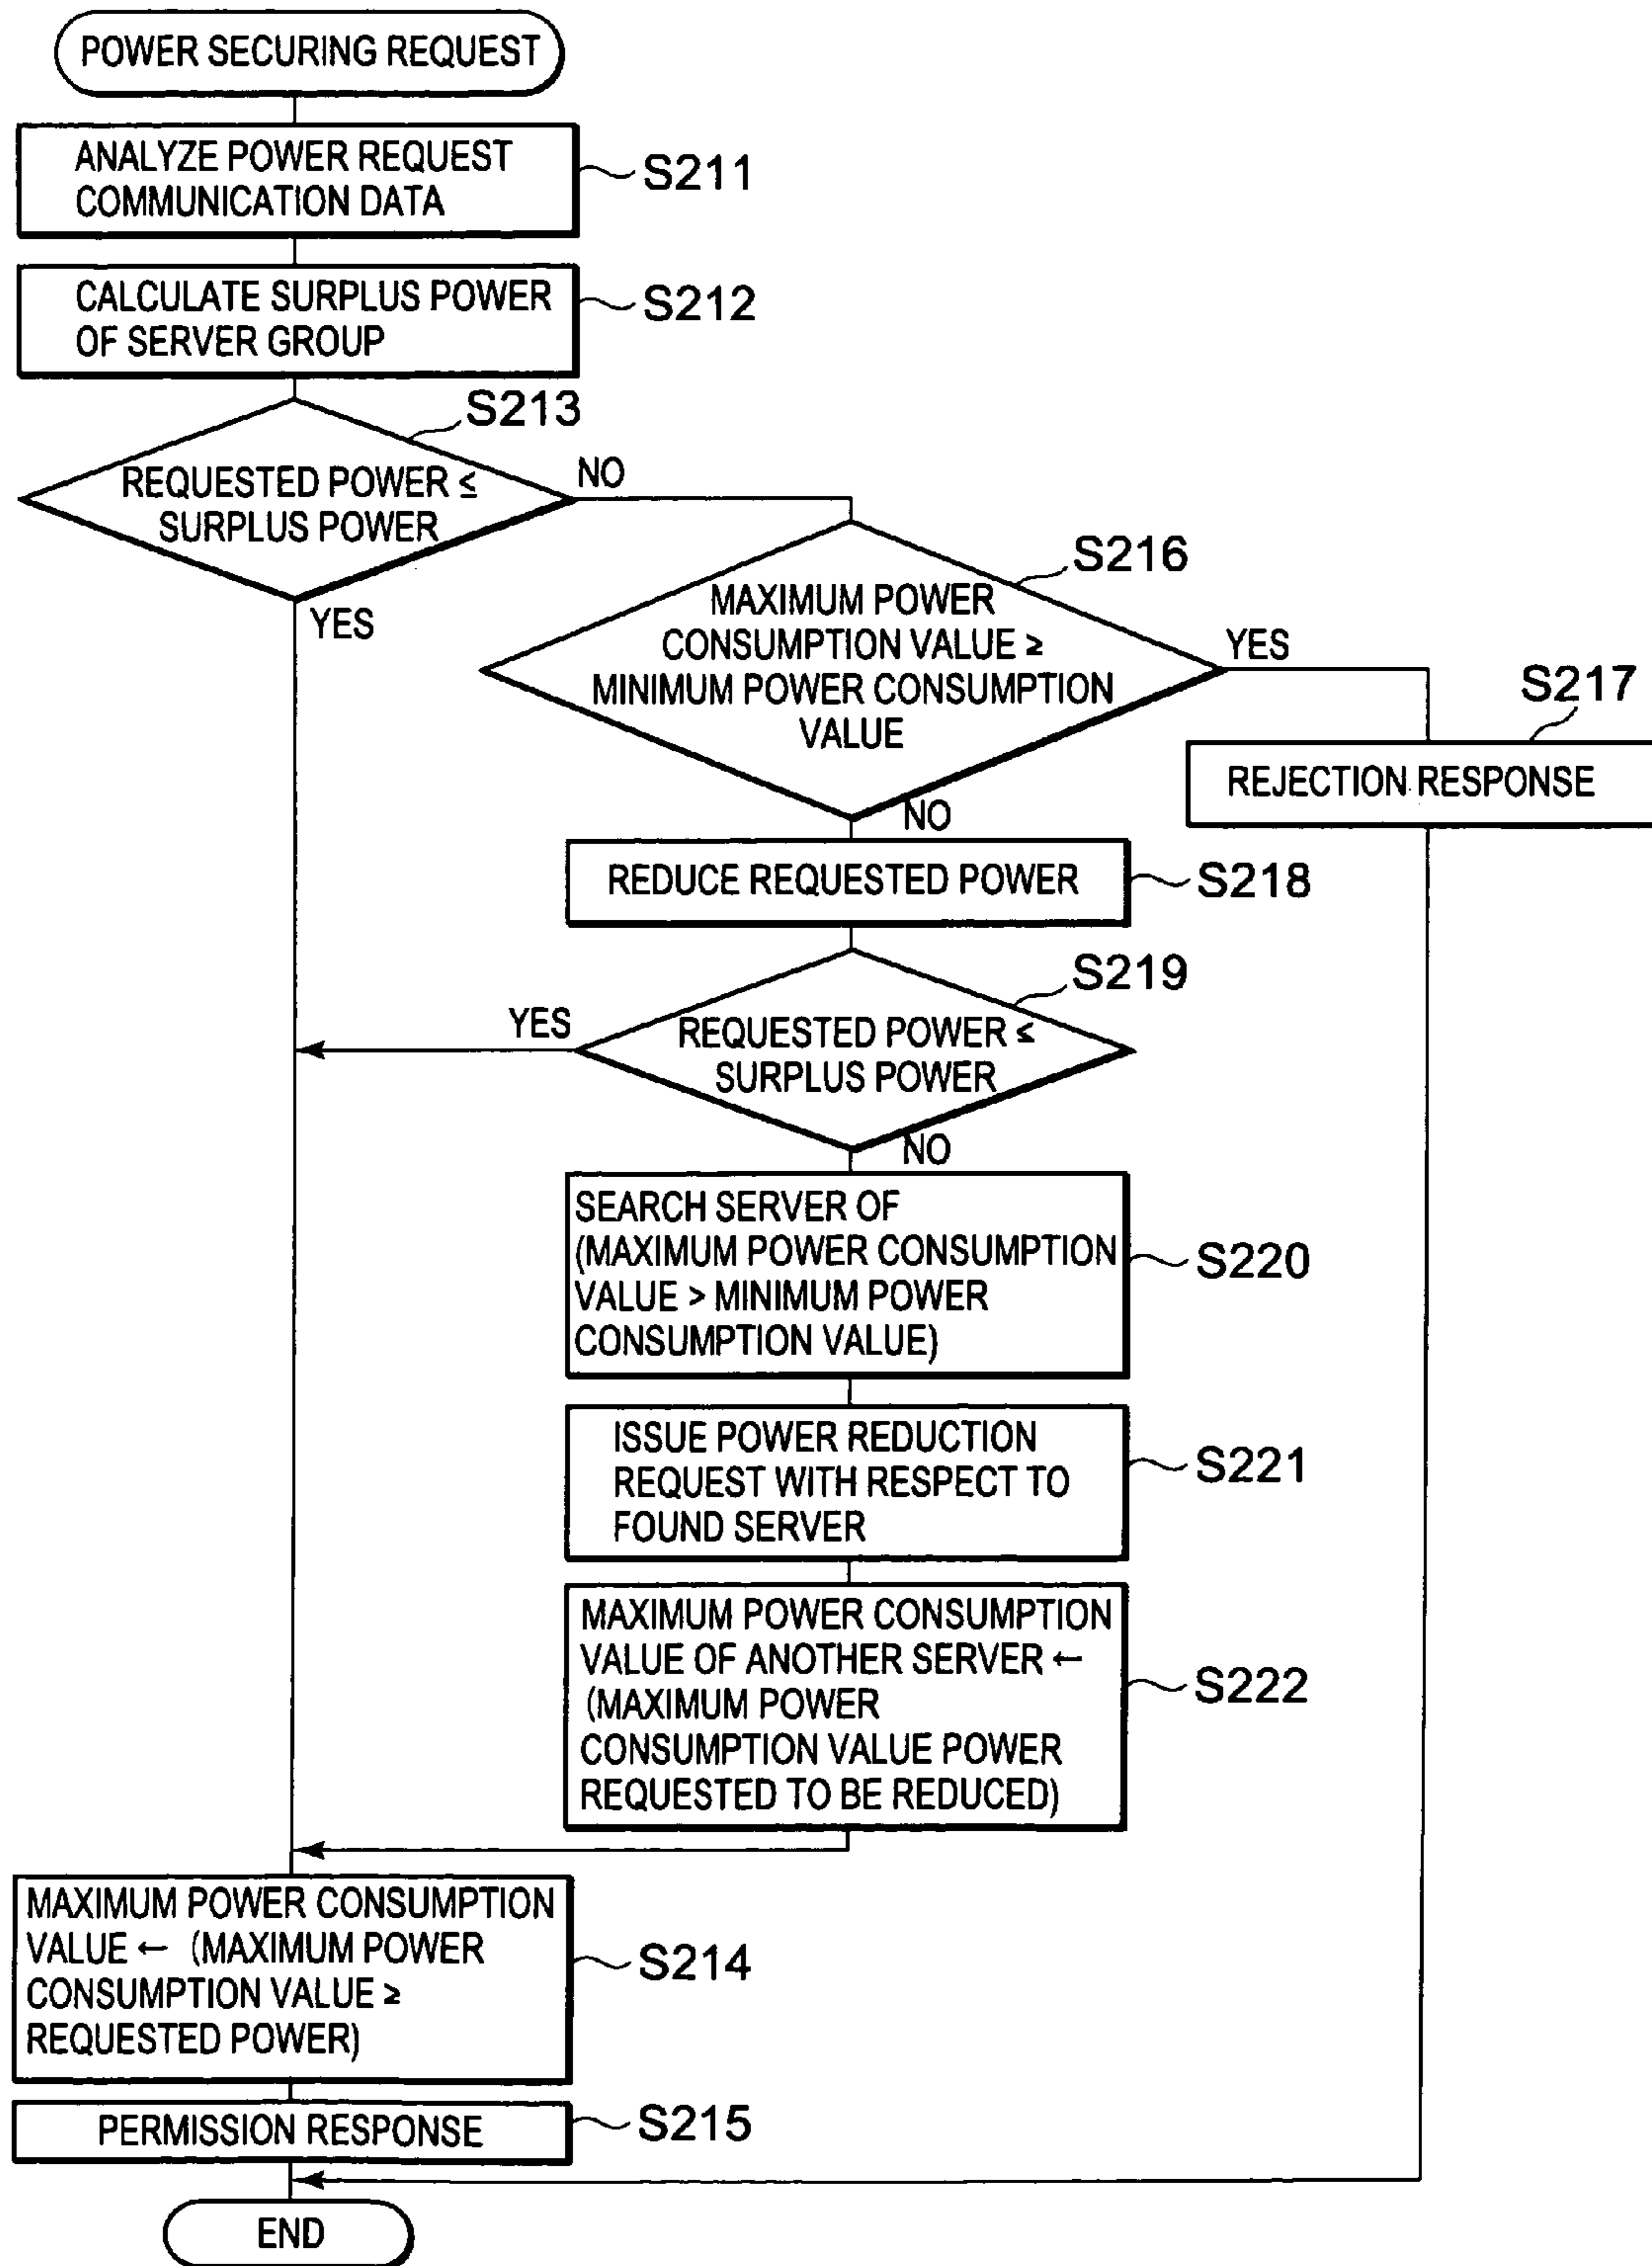 POWER SECURING REQUEST
ANALYZE POWER REQUEST
COMMUNICATION DATA
S211
CALCULATE SURPLUS POWER
OF SERVER GROUP
S212
S213
REQUESTED POWER ≤
SURPLUS POWER
NO
YES
S216
MAXIMUM POWER
CONSUMPTION VALUE ≥
MINIMUM POWER CONSUMPTION
VALUE
YES
NO
S217
REJECTION RESPONSE
REDUCE REQUESTED POWER
S218
S219
REQUESTED POWER ≤
SURPLUS POWER
YES
NO
SEARCH SERVER OF
(MAXIMUM POWER CONSUMPTION
VALUE > MINIMUM POWER
CONSUMPTION VALUE)
S220
ISSUE POWER REDUCTION
REQUEST WITH RESPECT TO
FOUND SERVER
S221
MAXIMUM POWER CONSUMPTION
VALUE OF ANOTHER SERVER ←
(MAXIMUM POWER
CONSUMPTION VALUE POWER
REQUESTED TO BE REDUCED)
S222
MAXIMUM POWER CONSUMPTION
VALUE ← (MAXIMUM POWER
CONSUMPTION VALUE ≥
REQUESTED POWER)
S214
PERMISSION RESPONSE
S215
END